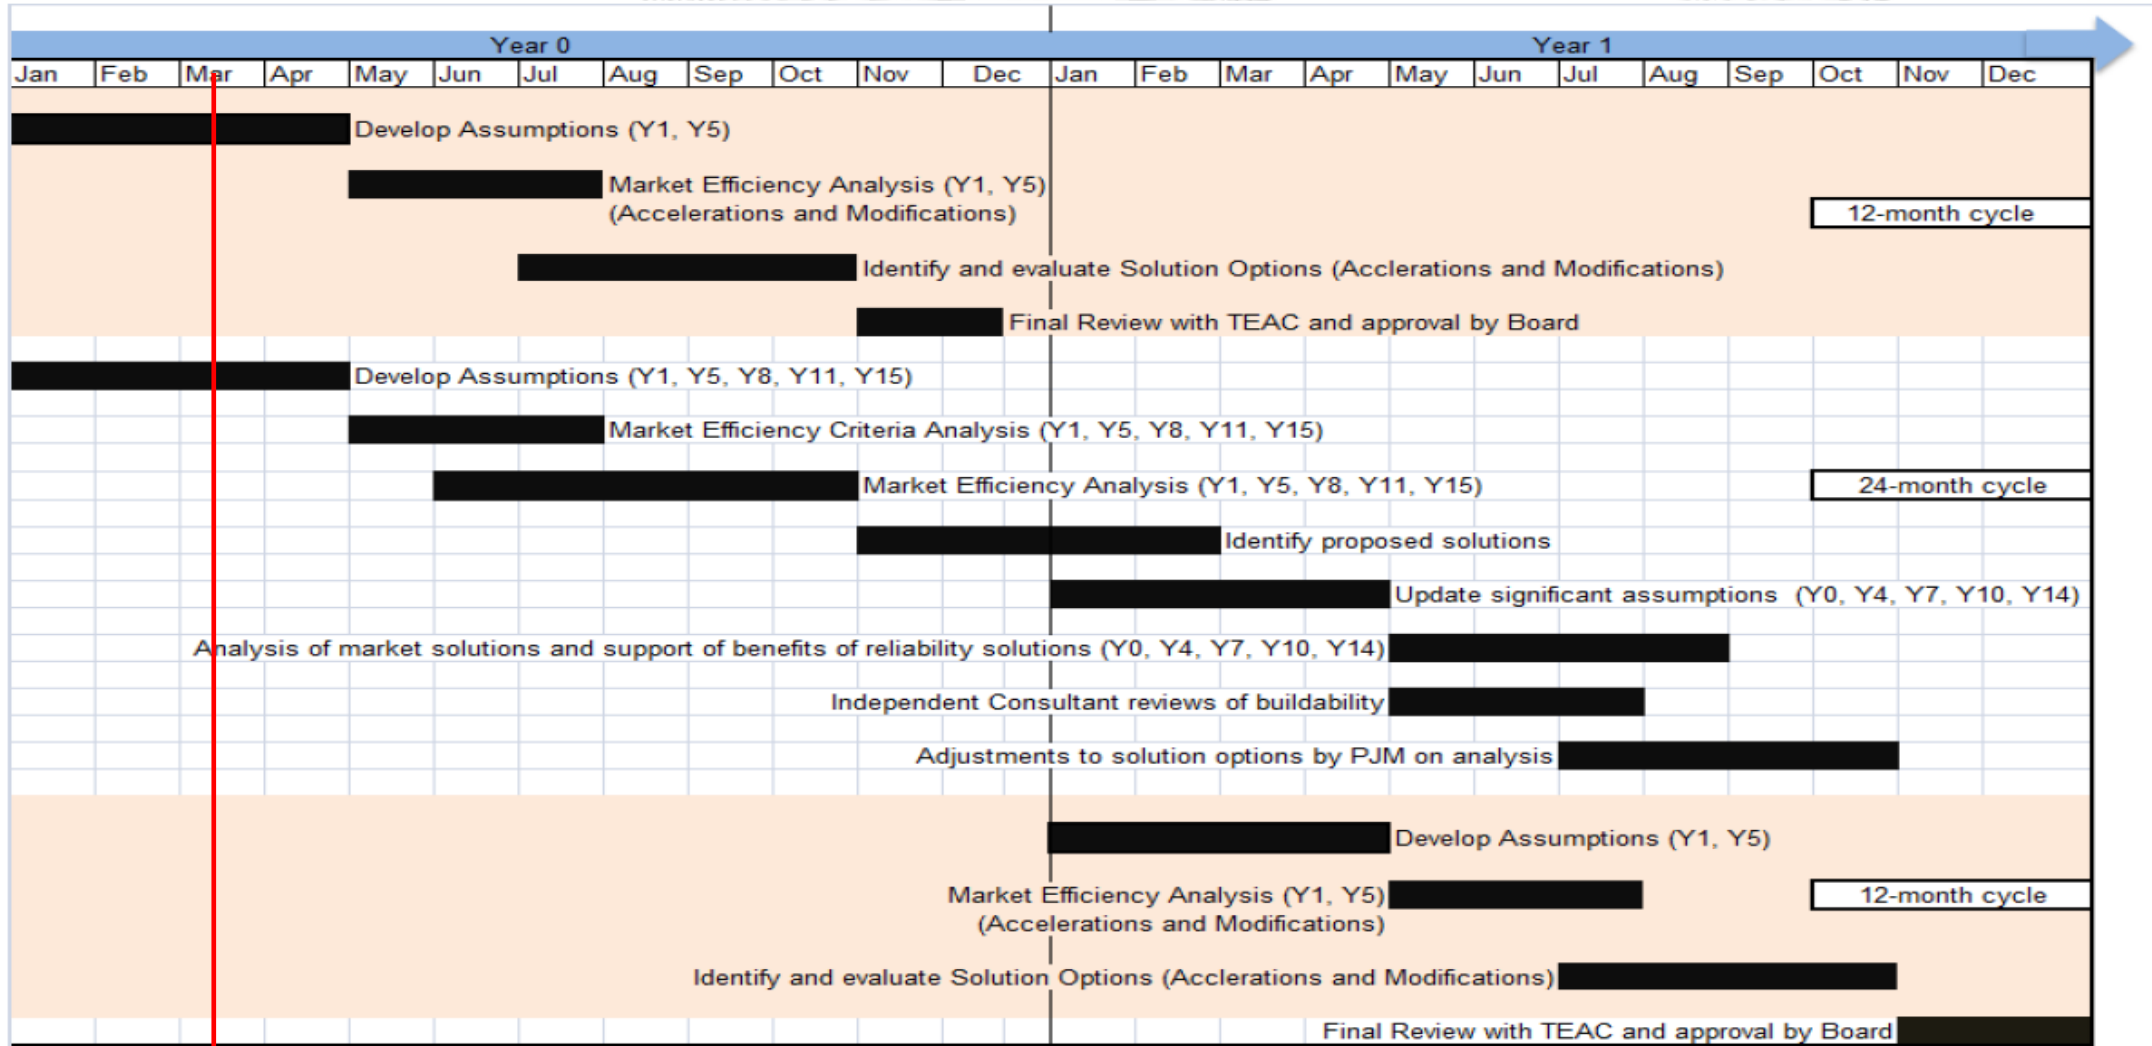 Year 0 Year 1
Jan Feb Mar Apr May Jun Jul Aug Sep Oct Nov Dec Jan Feb Mar Apr May Jun Jul Aug Sep Oct Nov Dec
Develop Assumptions (Y1, Y5)
Market Efficiency Analysis (Y1, Y5)
(Accelerations and Modifications)
12-month cycle
Identify and evaluate Solution Options (Acclerations and Modifications)
Final Review with TEAC and approval by Board
Develop Assumptions (Y1, Y5, Y8, Y11, Y15)
Market Efficiency Criteria Analysis (Y1, Y5, Y8, Y11, Y15)
Market Efficiency Analysis (Y1, Y5, Y8, Y11, Y15)
24-month cycle
Identify proposed solutions
Update significant assumptions (Y0, Y4, Y7, Y10, Y14)
Analysis of market solutions and support of benefits of reliability solutions (Y0, Y4, Y7, Y10, Y14)
Independent Consultant reviews of buildability
Adjustments to solution options by PJM on analysis
Develop Assumptions (Y1, Y5)
Market Efficiency Analysis (Y1, Y5)
(Accelerations and Modifications)
12-month cycle
Identify and evaluate Solution Options (Acclerations and Modifications)
Final Review with TEAC and approval by Board